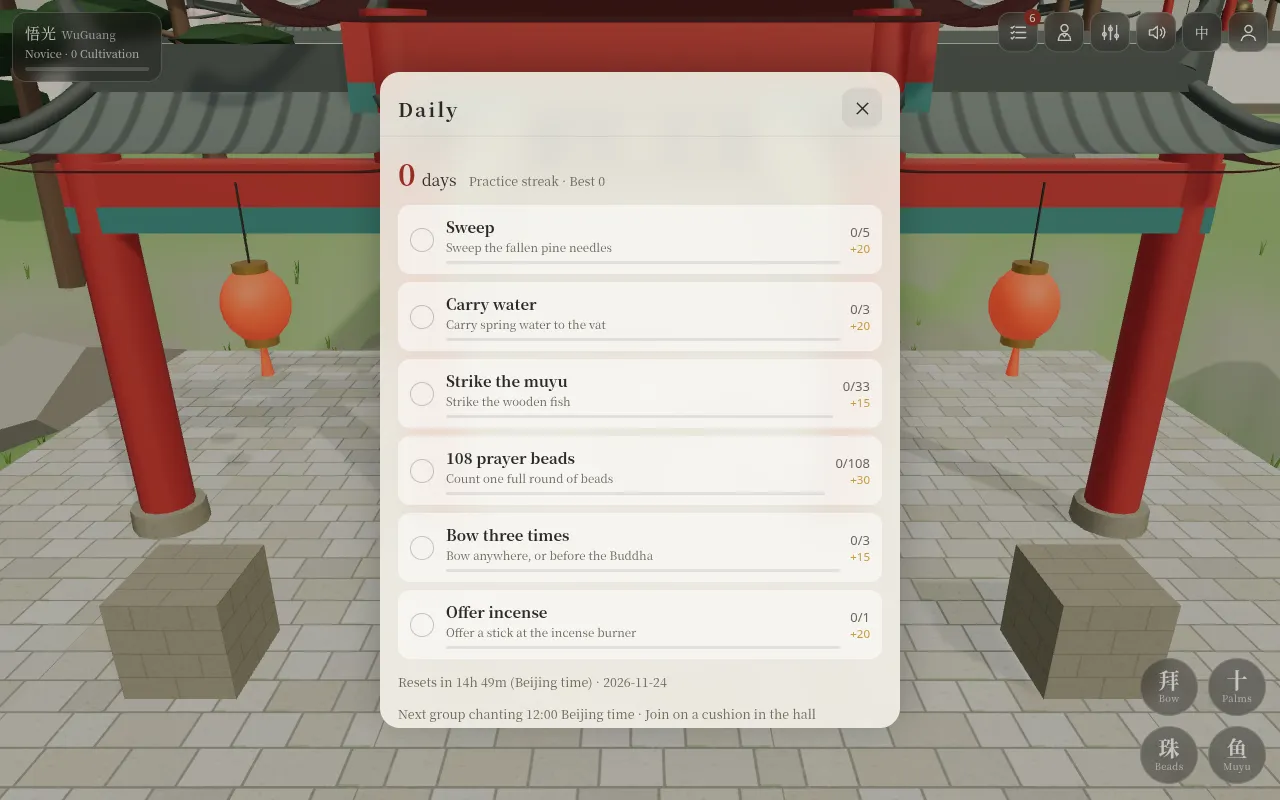 悟光 WuGuang
Novice · 0 Cultivation
6
中
Daily
0 days Practice streak · Best 0
Sweep
Sweep the fallen pine needles
0/5
+20
Carry water
Carry spring water to the vat
0/3
+20
Strike the muyu
Strike the wooden fish
0/33
+15
108 prayer beads
Count one full round of beads
0/108
+30
Bow three times
Bow anywhere, or before the Buddha
0/3
+15
Offer incense
Offer a stick at the incense burner
0/1
+20
Resets in 14h 49m (Beijing time) · 2026-11-24
Next group chanting 12:00 Beijing time · Join on a cushion in the hall
拜
Bow
十
Palms
珠
Beads
鱼
Muyu